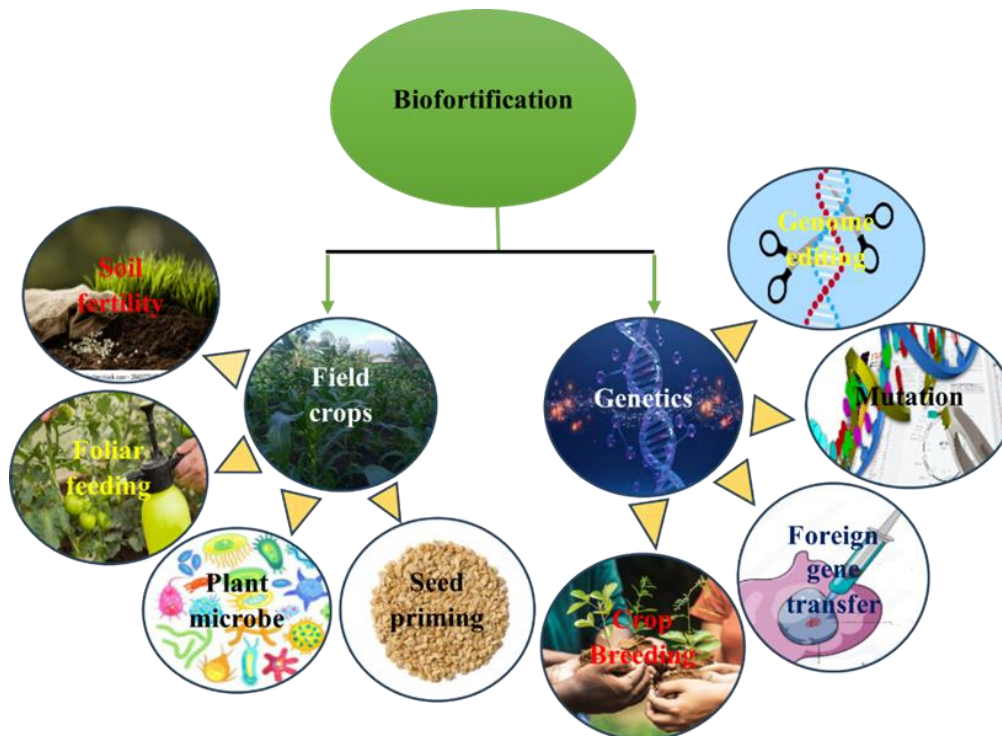 Biofortification
Genome
editing
Soil
fertility
Field
crops
Genetics
Mutation
Foliar
feeding
Plant
microbe
Seed
priming
Crop
Breeding
Foreign
gene
transfer